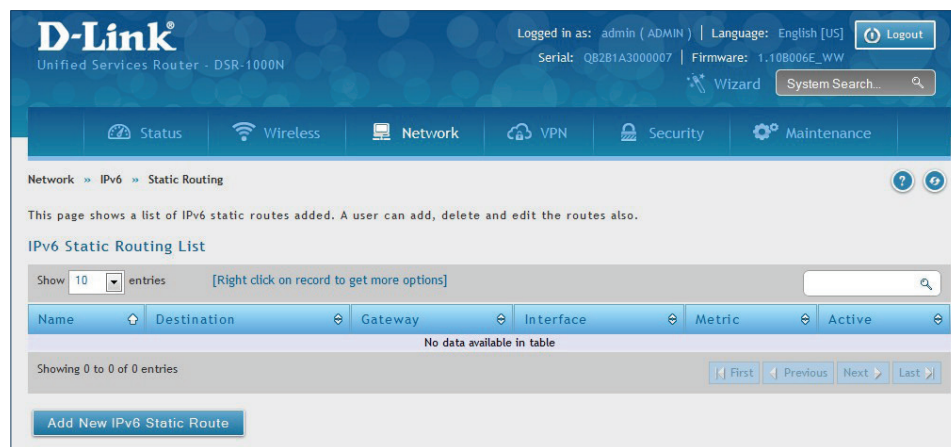 D-Link®
Unified Services Router - DSR-1000N
Logged in as: admin ( ADMIN ) | Language: English [US]
Logout
Serial: QB2B1A3000007 | Firmware: 1.10B006E_WW
Wizard
System Search...
Status
Wireless
Network
VPN
Security
Maintenance
Network » IPv6 » Static Routing
This page shows a list of IPv6 static routes added. A user can add, delete and edit the routes also.
IPv6 Static Routing List
Show 10 entries [Right click on record to get more options]
Name Destination Gateway Interface Metric Active
No data available in table
Showing 0 to 0 of 0 entries
First Previous Next Last
Add New IPv6 Static Route